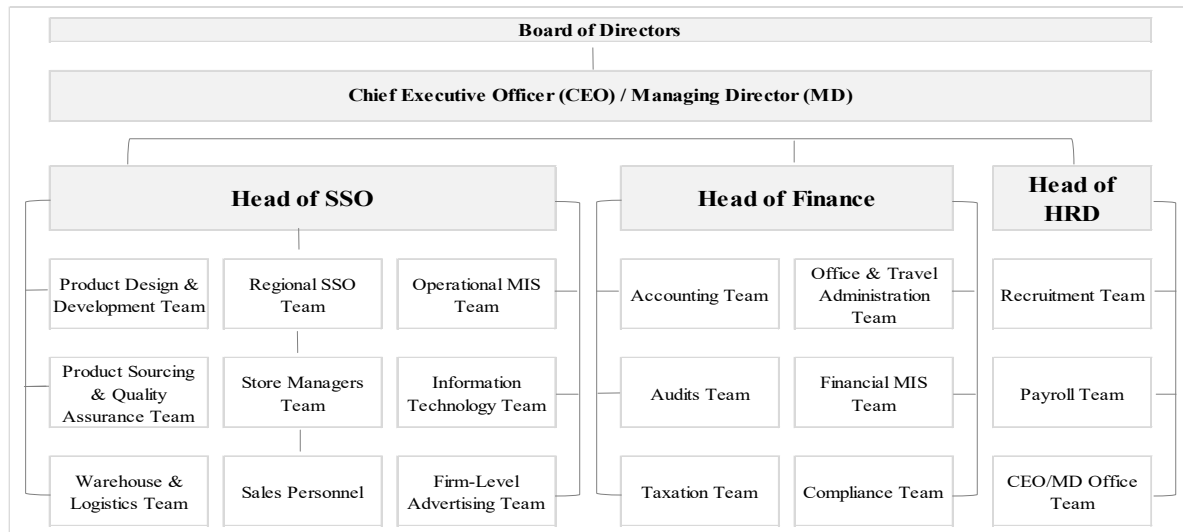 Board of Directors
Chief Executive Officer (CEO) / Managing Director (MD)
Head of SSO
Head of Finance
Head of
HRD
Product Design &
Development Team
Regional SSO
Team
Operational MIS
Team
Accounting Team
Office & Travel
Administration
Team
Recruitment Team
Product Sourcing
& Quality
Assurance Team
Store Managers
Team
Information
Technology Team
Audits Team
Financial MIS
Team
Payroll Team
Warehouse &
Logistics Team
Sales Personnel
Firm-Level
Advertising Team
Taxation Team
Compliance Team
CEO/MD Office
Team